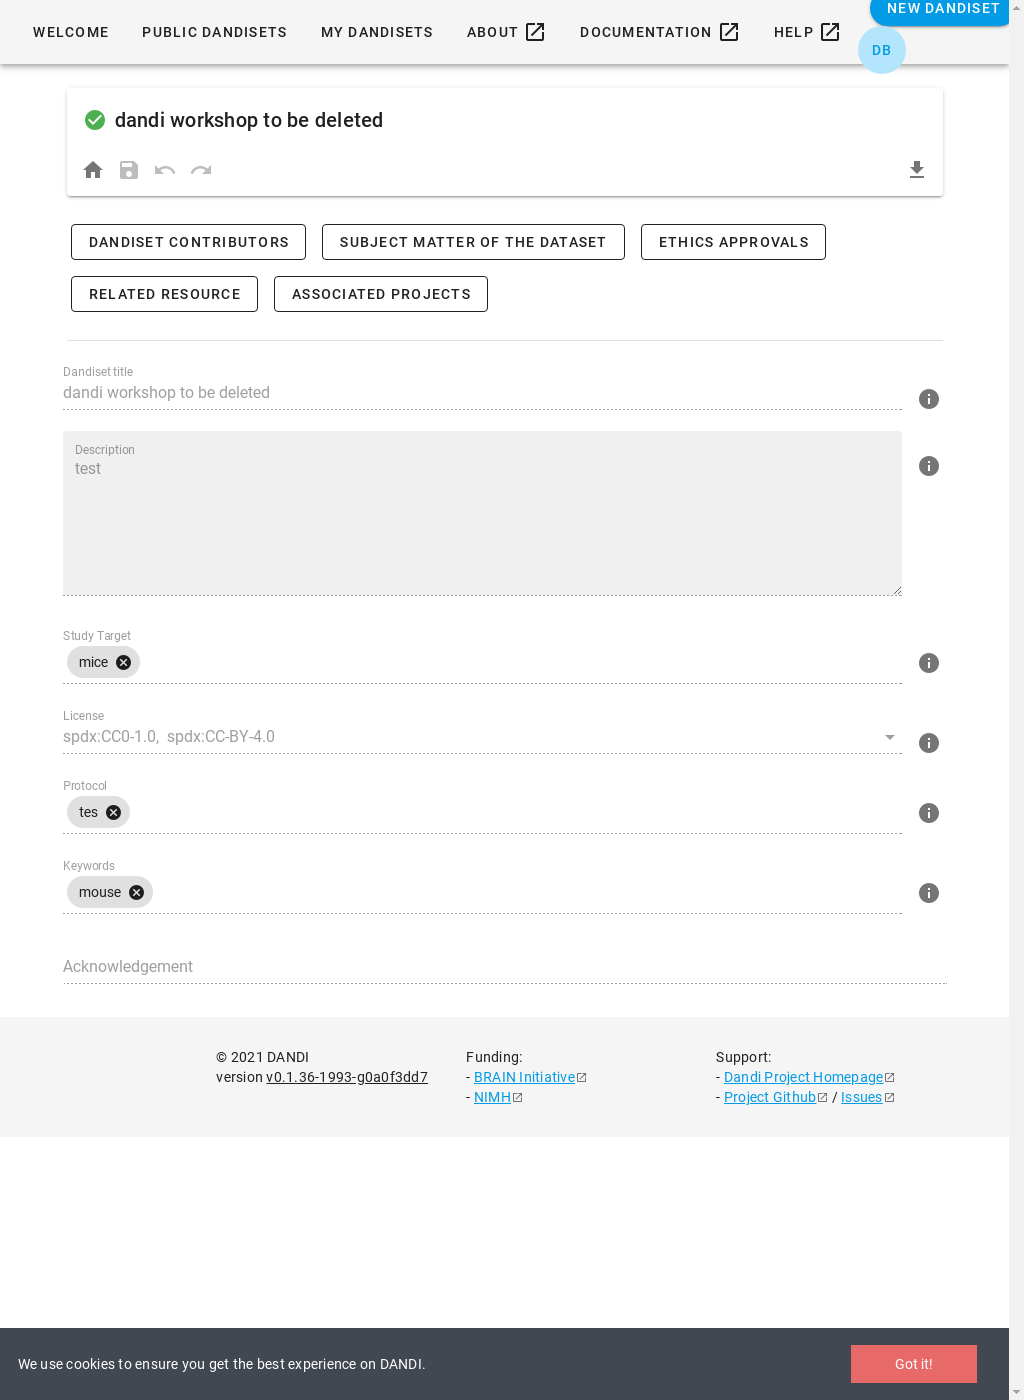 NEW DANDISET
WELCOME PUBLIC DANDISETS MY DANDISETS ABOUT DOCUMENTATION HELP
DB
dandi workshop to be deleted
DANDISET CONTRIBUTORS SUBJECT MATTER OF THE DATASET ETHICS APPROVALS
RELATED RESOURCE ASSOCIATED PROJECTS
Dandiset title
dandi workshop to be deleted
Description
test
Study Target
mice
License
spdx:CC0-1.0, spdx:CC-BY-4.0
Protocol
tes
Keywords
mouse
Acknowledgement
© 2021 DANDI
version v0.1.36-1993-g0a0f3dd7
Funding:
- BRAIN Initiative
- NIMH
Support:
- Dandi Project Homepage
- Project Github / Issues
We use cookies to ensure you get the best experience on DANDI.
Got it!